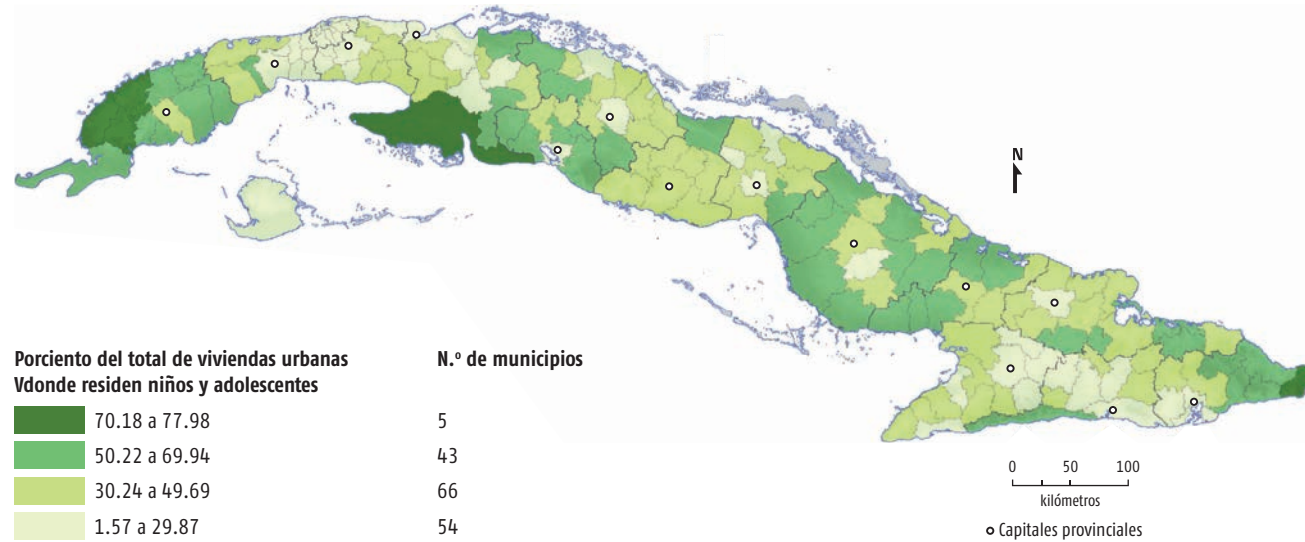 N
Porciento del total de viviendas urbanas
Vdonde residen niños y adolescentes
N.º de municipios
70.18 a 77.98 5
50.22 a 69.94 43
30.24 a 49.69 66
1.57 a 29.87 54
0 50 100
kilómetros
Capitales provinciales